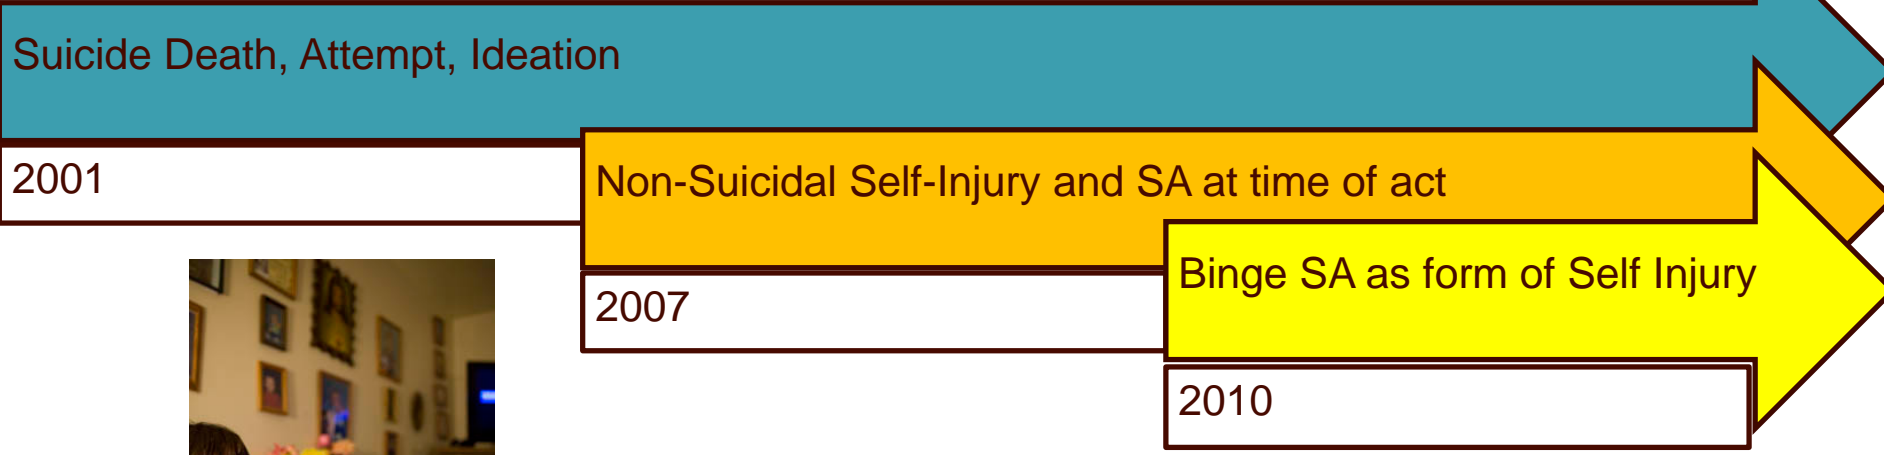 Suicide Death, Attempt, Ideation
2001
Non-Suicidal Self-Injury and SA at time of act
2007
Binge SA as form of Self Injury
2010